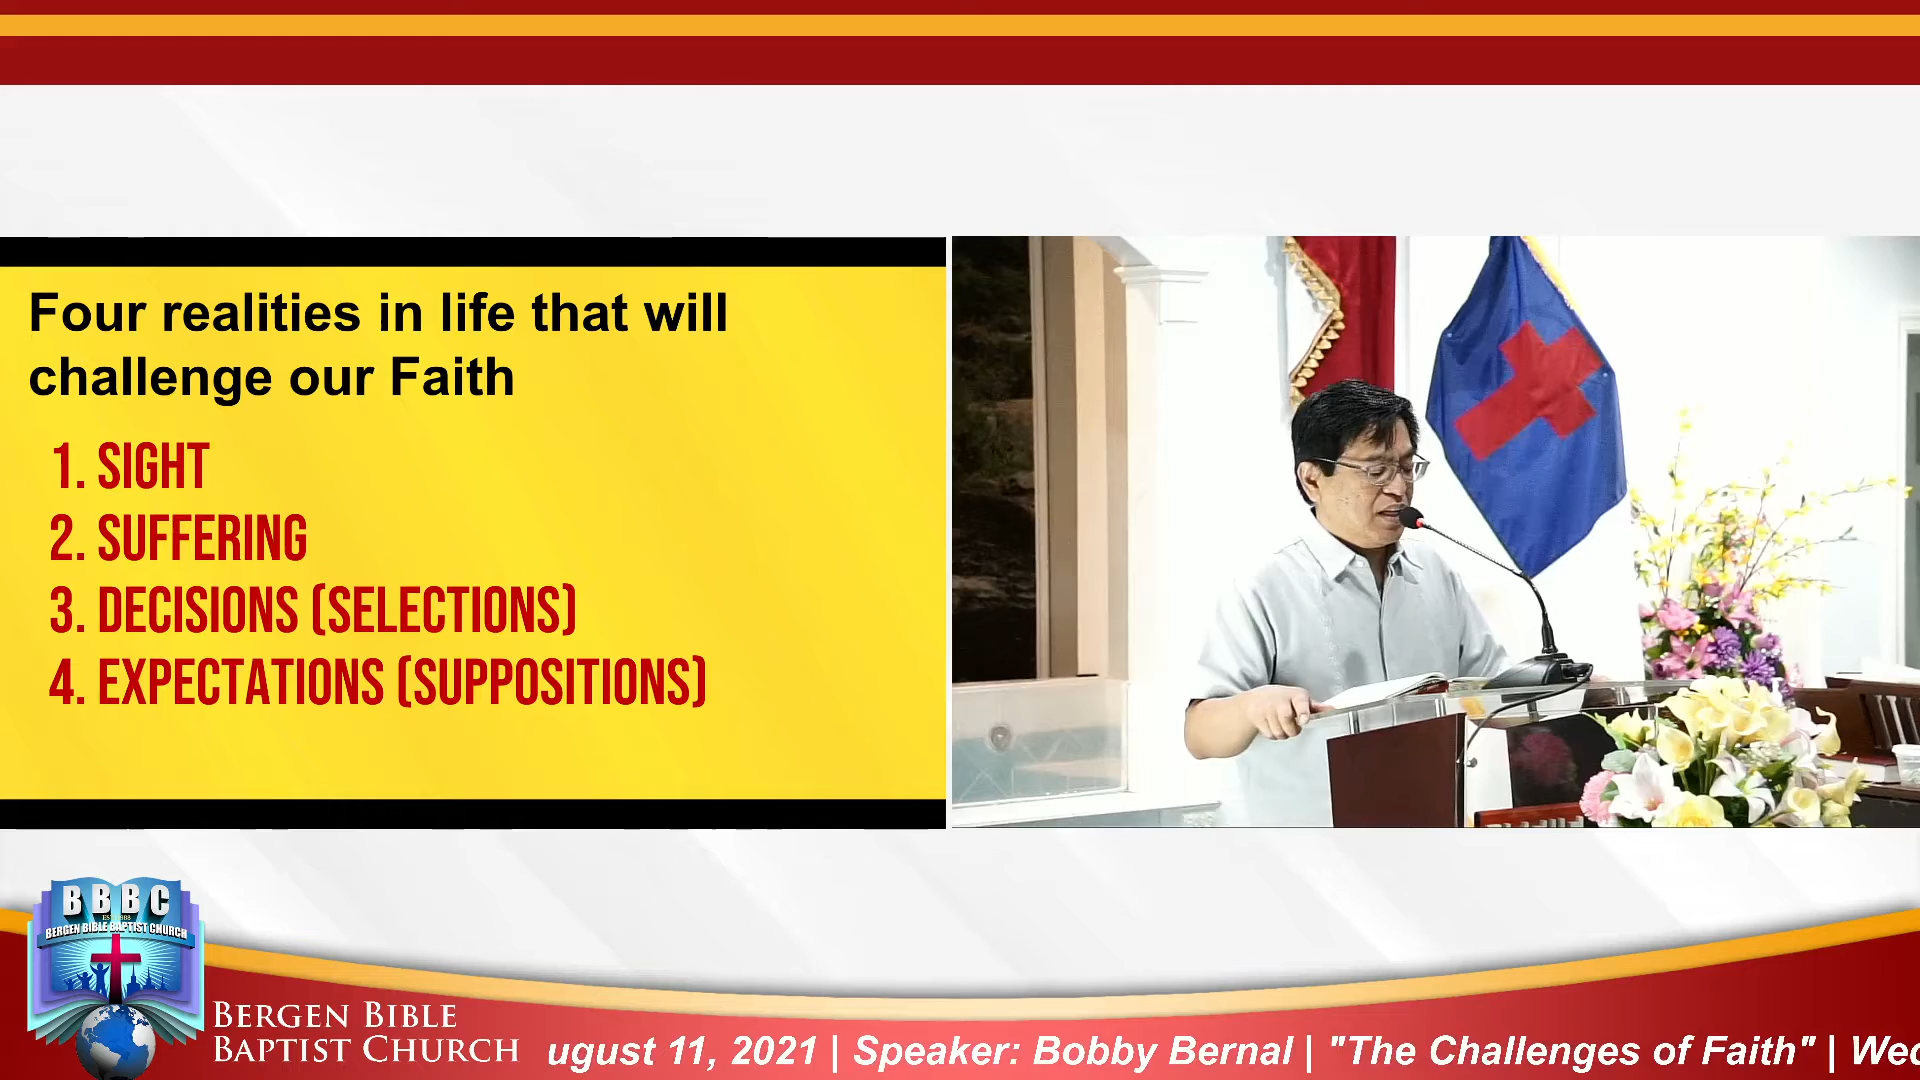 Four realities in life that will
challenge our Faith
1. SIGHT
2. SUFFERING
3. DECISIONS (SELECTIONS)
4. EXPECTATIONS (SUPPOSITIONS)
BBBC
BERGEN BIBLE BAPTIST CHURCH
BERGEN BIBLE
BAPTIST CHURCH
ugust 11, 2021 | Speaker: Bobby Bernal | "The Challenges of Faith" | Wed